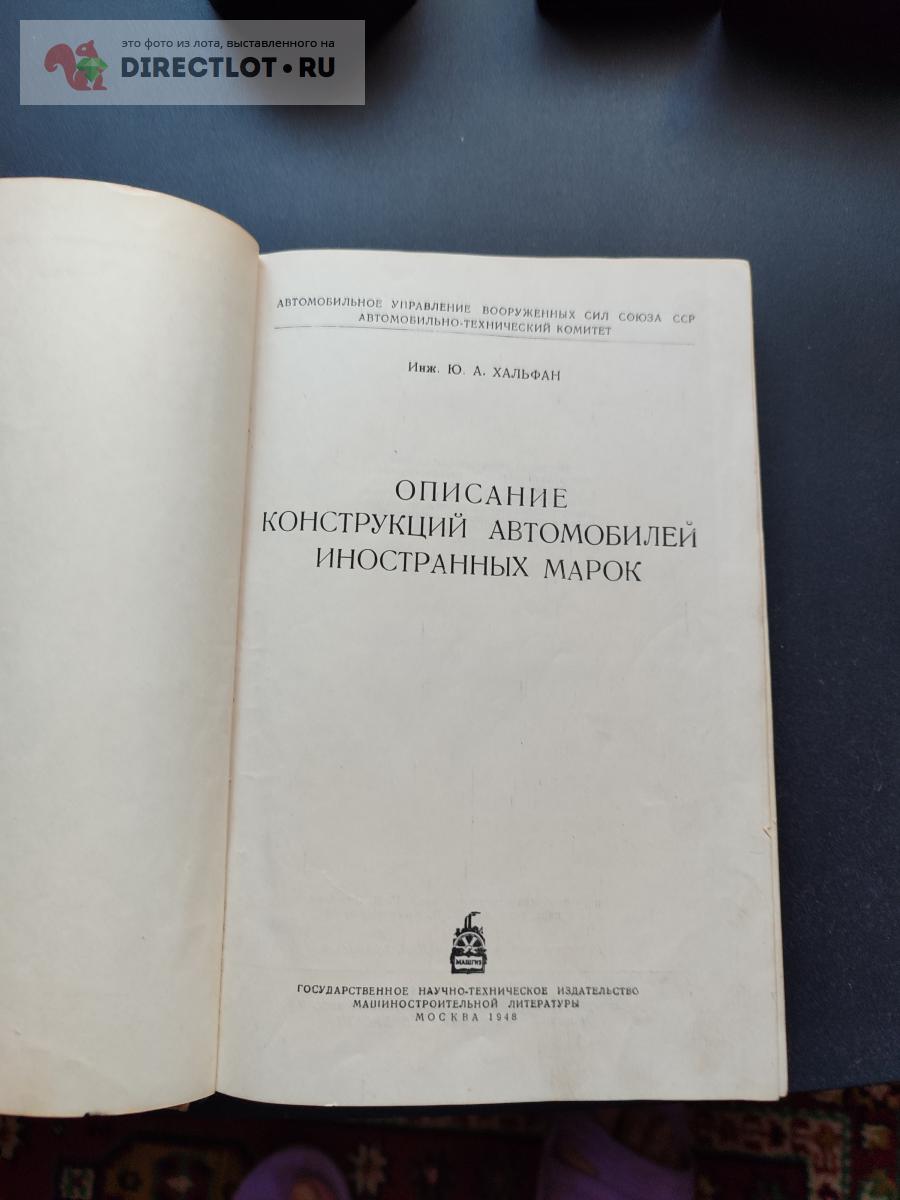 это фото из лота, выставленного на
DIRECTLOT.RU
АВТОМОБИЛЬНОЕ УПРАВЛЕНИЕ ВООРУЖЕННЫХ СИЛ СОЮЗА ССР
АВТОМОБИЛЬНО-ТЕХНИЧЕСКИЙ КОМИТЕТ
Инж. Ю. А. ХАЛЬФАН
ОПИСАНИЕ
КОНСТРУКЦИЙ АВТОМОБИЛЕЙ
ИНОСТРАННЫХ МАРОК
МАШГИЗ
ГОСУДАРСТВЕННОЕ НАУЧНО-ТЕХНИЧЕСКОЕ ИЗДАТЕЛЬСТВО
МАШИНОСТРОИТЕЛЬНОЙ ЛИТЕРАТУРЫ
МОСКВА 1948